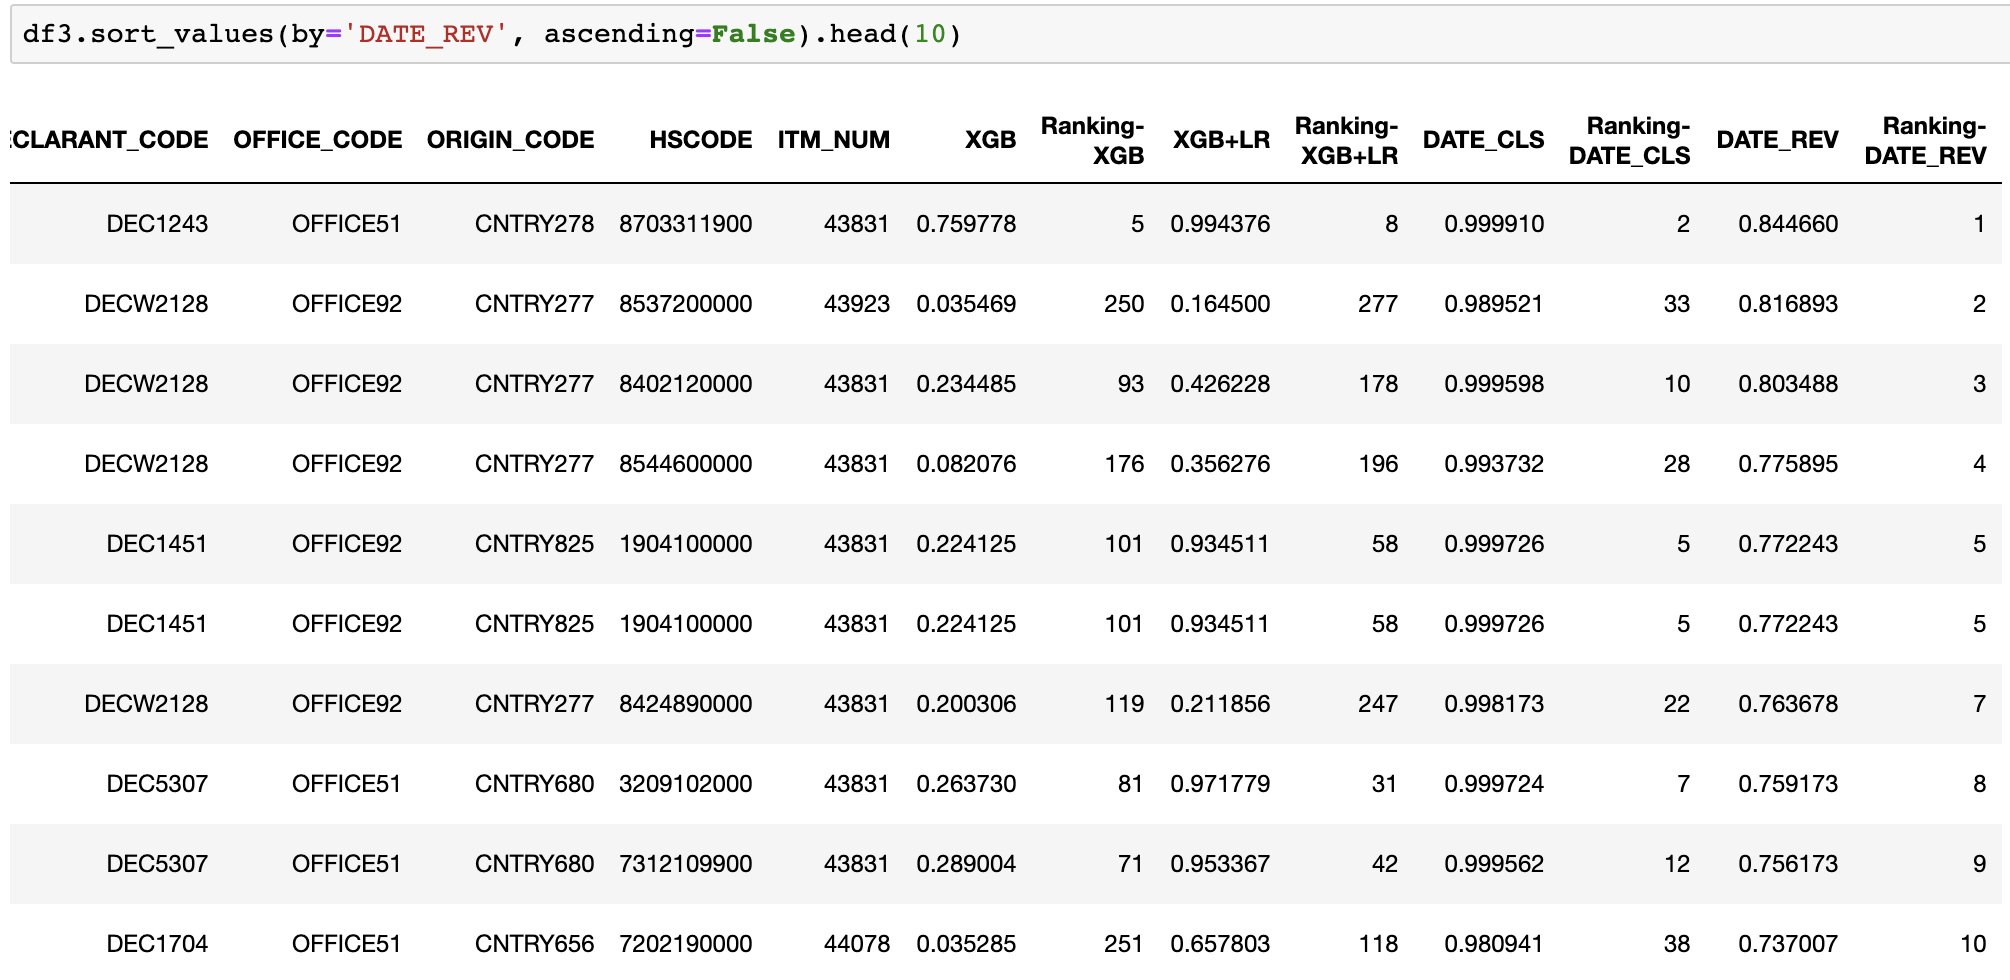 df3.sort_values(by='DATE_REV', ascending=False).head(10)
ECLARANT_CODE OFFICE_CODE ORIGIN_CODE HSCODE ITM_NUM XGB Ranking-XGB XGB+LR Ranking-XGB+LR DATE_CLS Ranking-DATE_CLS DATE_REV Ranking-DATE_REV
DEC1243 OFFICE51 CNTRY278 8703311900 43831 0.759778 5 0.994376 8 0.999910 2 0.844660 1
DECW2128 OFFICE92 CNTRY277 8537200000 43923 0.035469 250 0.164500 277 0.989521 33 0.816893 2
DECW2128 OFFICE92 CNTRY277 8402120000 43831 0.234485 93 0.426228 178 0.999598 10 0.803488 3
DECW2128 OFFICE92 CNTRY277 8544600000 43831 0.082076 176 0.356276 196 0.993732 28 0.775895 4
DEC1451 OFFICE92 CNTRY825 1904100000 43831 0.224125 101 0.934511 58 0.999726 5 0.772243 5
DEC1451 OFFICE92 CNTRY825 1904100000 43831 0.224125 101 0.934511 58 0.999726 5 0.772243 5
DECW2128 OFFICE92 CNTRY277 8424890000 43831 0.200306 119 0.211856 247 0.998173 22 0.763678 7
DEC5307 OFFICE51 CNTRY680 3209102000 43831 0.263730 81 0.971779 31 0.999724 7 0.759173 8
DEC5307 OFFICE51 CNTRY680 7312109900 43831 0.289004 71 0.953367 42 0.999562 12 0.756173 9
DEC1704 OFFICE51 CNTRY656 7202190000 44078 0.035285 251 0.657803 118 0.980941 38 0.737007 10